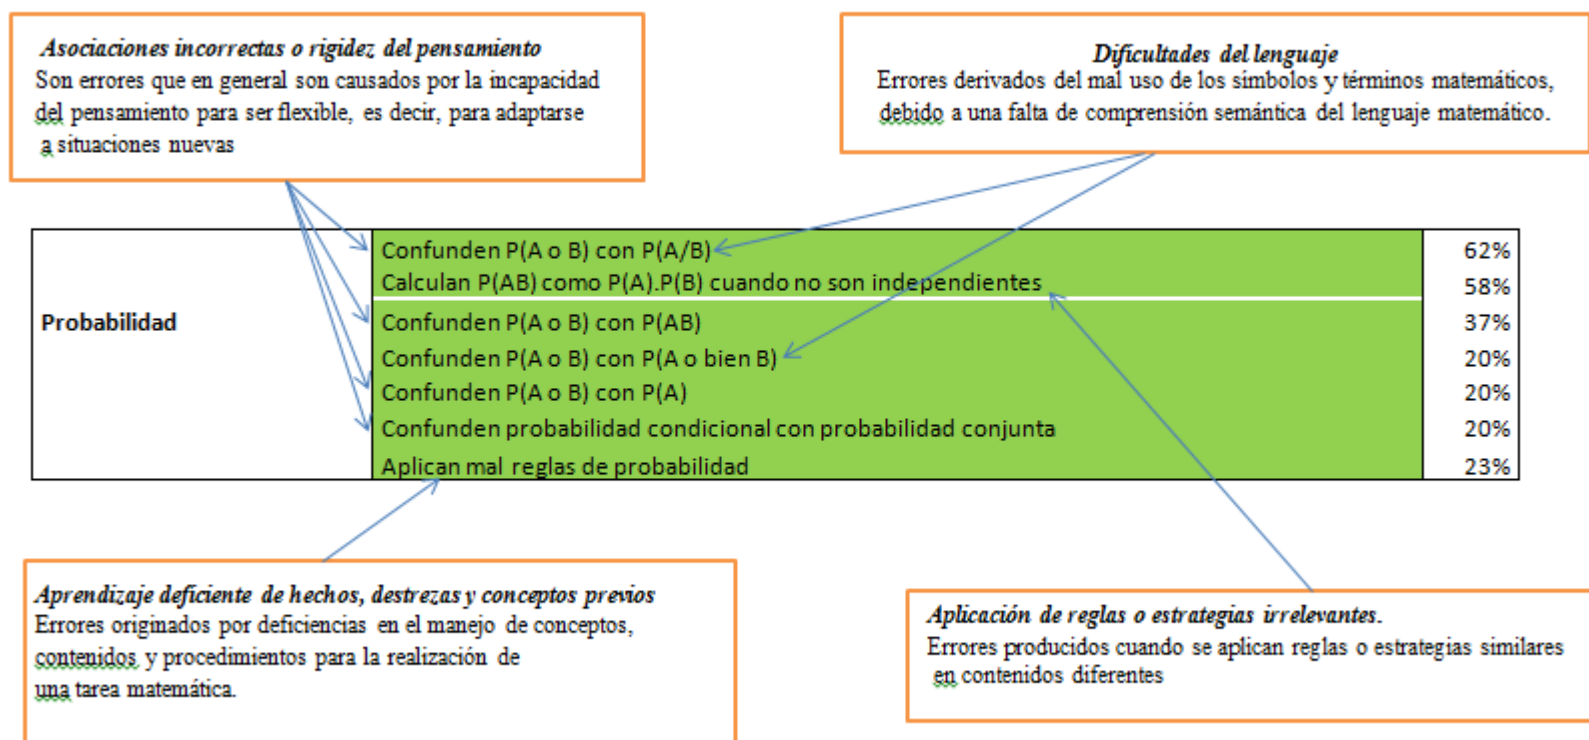 Asociaciones incorrectas o rigidez del pensamiento
Son errores que en general son causados por la incapacidad
del pensamiento para ser flexible, es decir, para adaptarse
a situaciones nuevas
Dificultades del lenguaje
Errores derivados del mal uso de los símbolos y términos matemáticos,
debido a una falta de comprensión semántica del lenguaje matemático.
Probabilidad
Confunden P(A o B) con P(A/B) 62%
Calculan P(AB) como P(A).P(B) cuando no son independientes 58%
Confunden P(A o B) con P(AB) 37%
Confunden P(A o B) con P(A o bien B) 20%
Confunden P(A o B) con P(A) 20%
Confunden probabilidad condicional con probabilidad conjunta 20%
Aplican mal reglas de probabilidad 23%
Aprendizaje deficiente de hechos, destrezas y conceptos previos
Errores originados por deficiencias en el manejo de conceptos,
contenidos y procedimientos para la realización de
una tarea matemática.
Aplicación de reglas o estrategias irrelevantes.
Errores producidos cuando se aplican reglas o estrategias similares
en contenidos diferentes